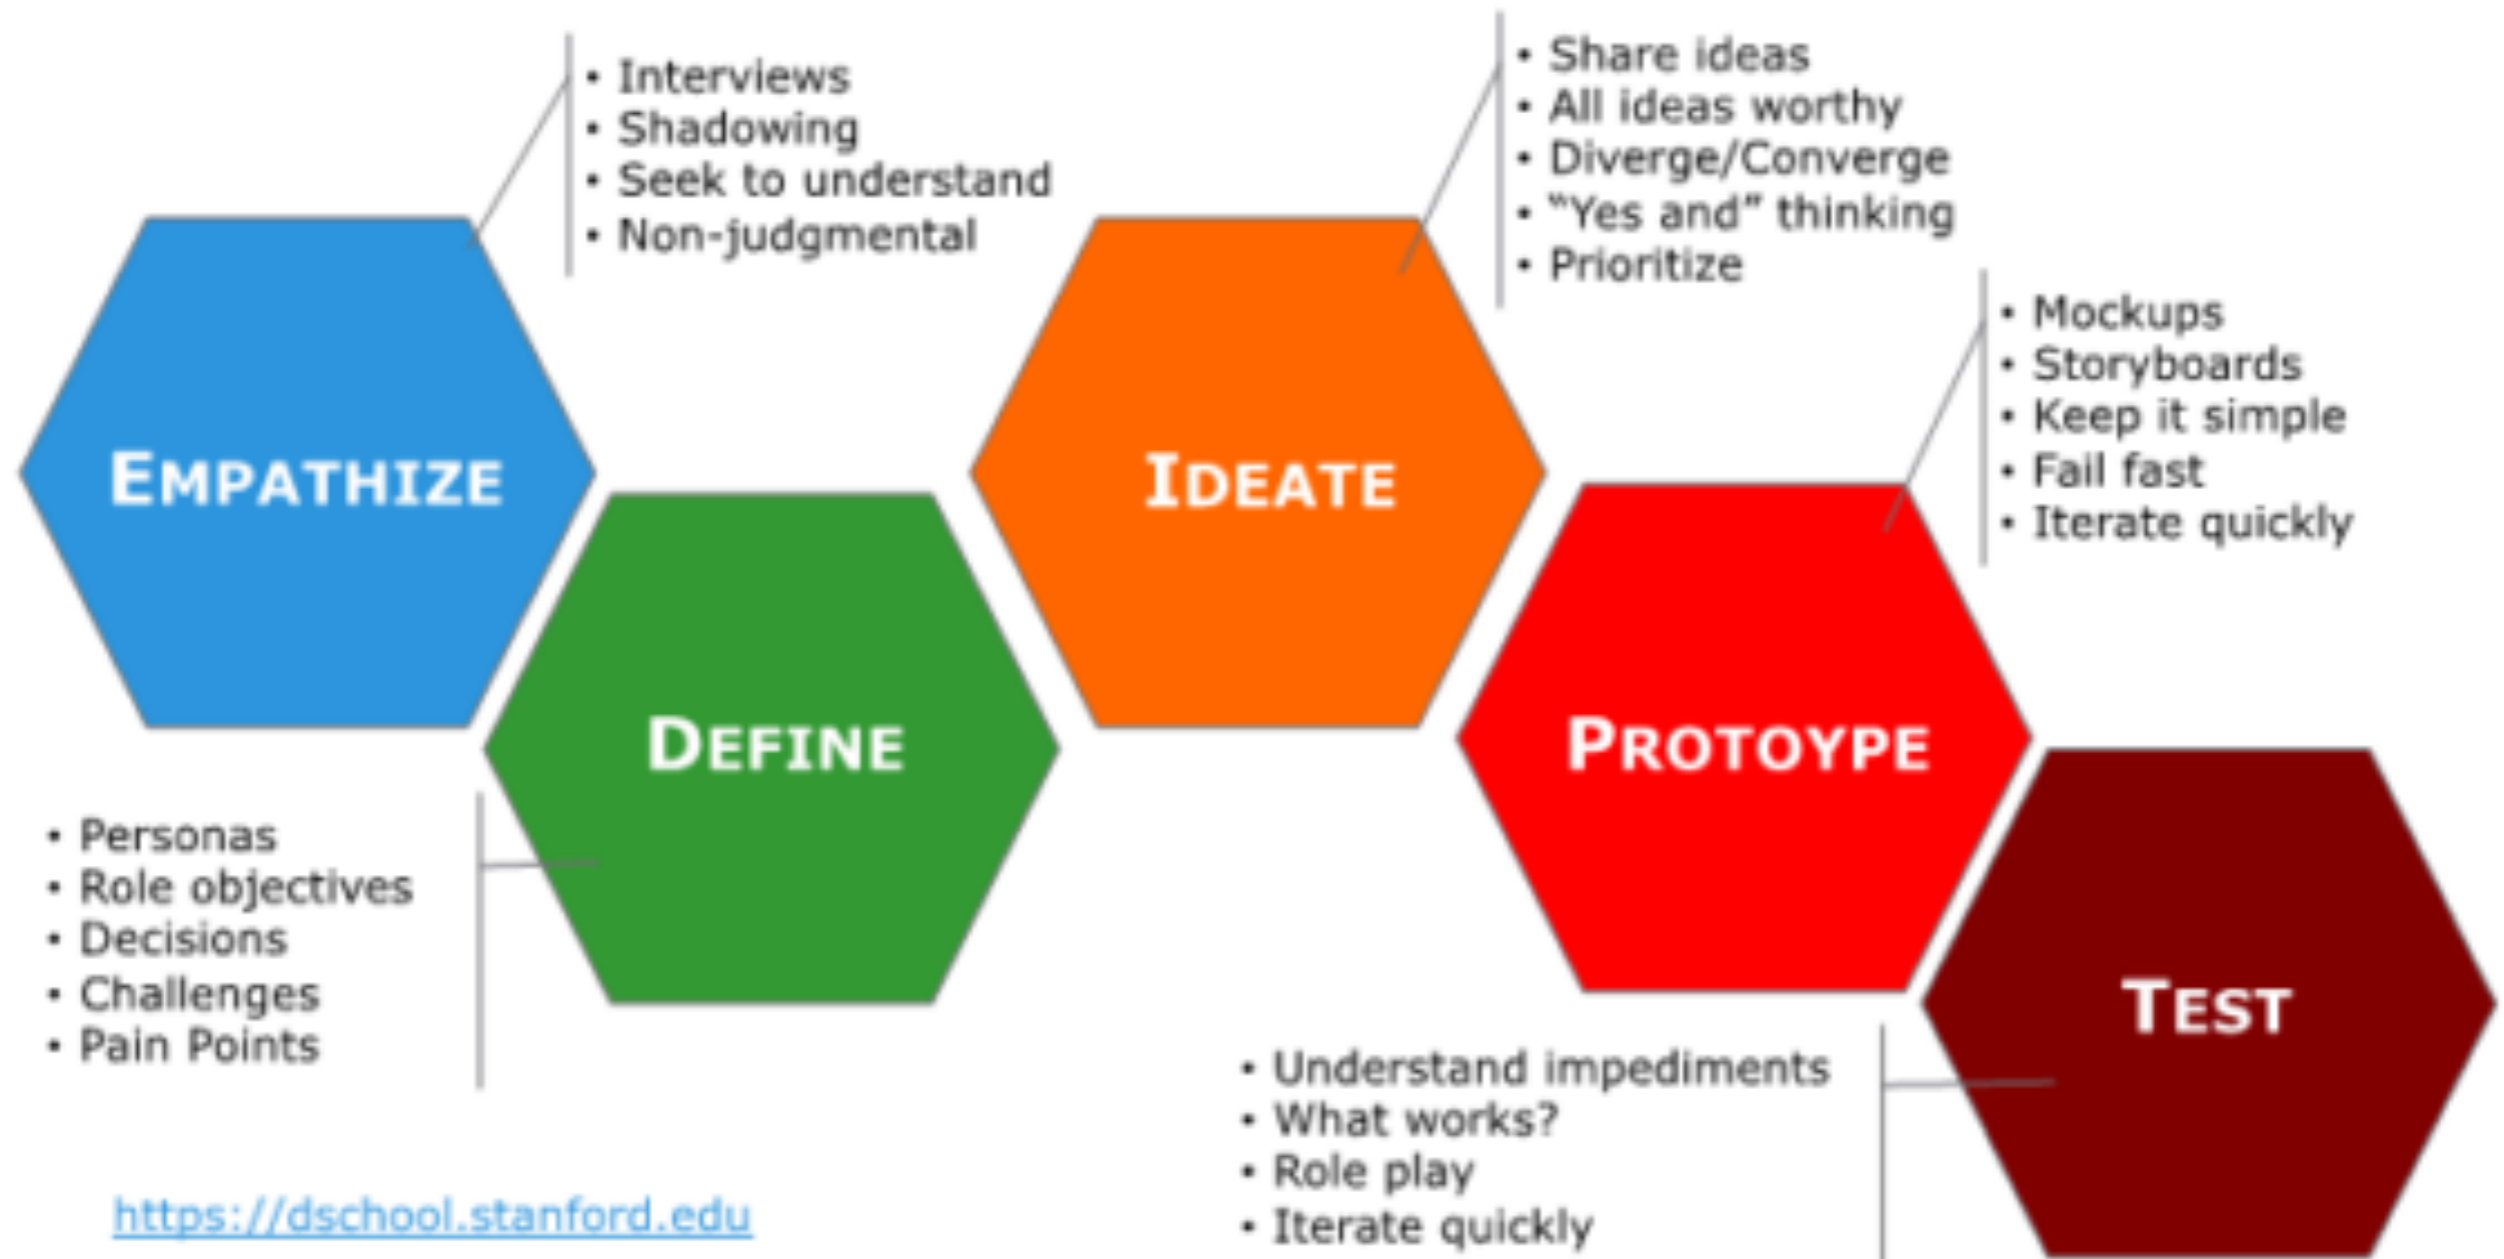 EMPATHIZE
• Interviews
• Shadowing
• Seek to understand
• Non-judgmental
DEFINE
• Personas
• Role objectives
• Decisions
• Challenges
• Pain Points
IDEATE
• Share ideas
• All ideas worthy
• Diverge/Converge
• “Yes and” thinking
• Prioritize
PROTOYPE
• Mockups
• Storyboards
• Keep it simple
• Fail fast
• Iterate quickly
TEST
• Understand impediments
• What works?
• Role play
• Iterate quickly
https://dschool.stanford.edu